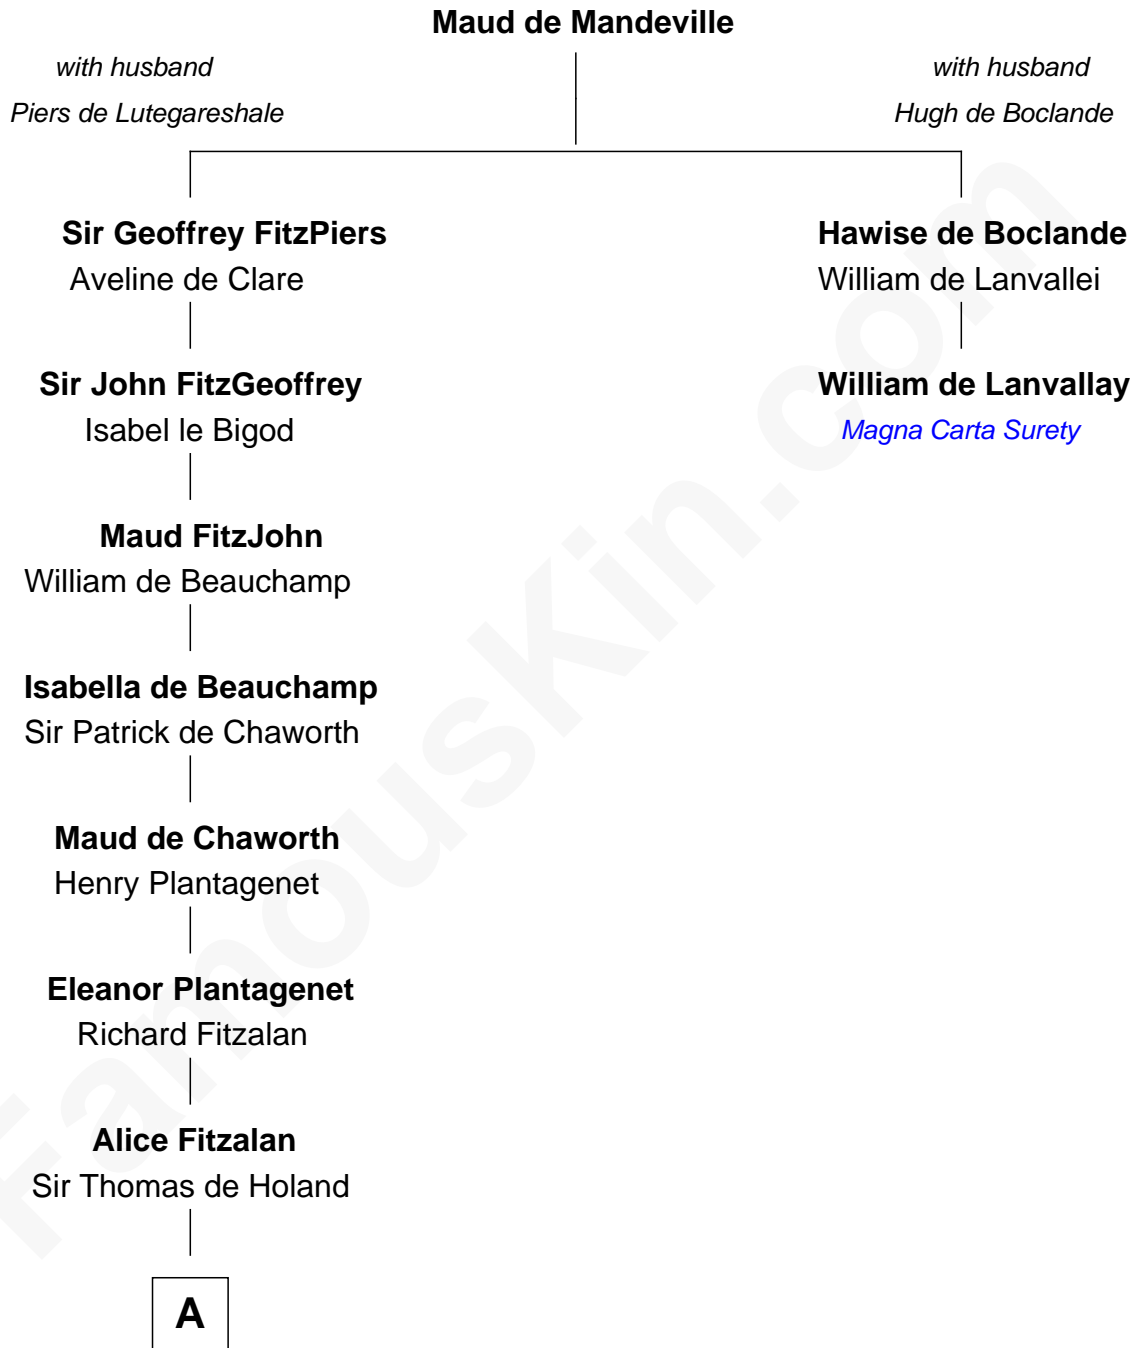 Maud de Mandeville
with husband
Piers de Lutegareshale
with husband
Hugh de Boclande
Sir Geoffrey FitzPiers
Aveline de Clare
Hawise de Boclande
William de Lanvallei
Sir John FitzGeoffrey
Isabel le Bigod
William de Lanvallay
Magna Carta Surety
Maud FitzJohn
William de Beauchamp
Isabella de Beauchamp
Sir Patrick de Chaworth
Maud de Chaworth
Henry Plantagenet
Eleanor Plantagenet
Richard Fitzalan
Alice Fitzalan
Sir Thomas de Holand
A
FamousKin.com